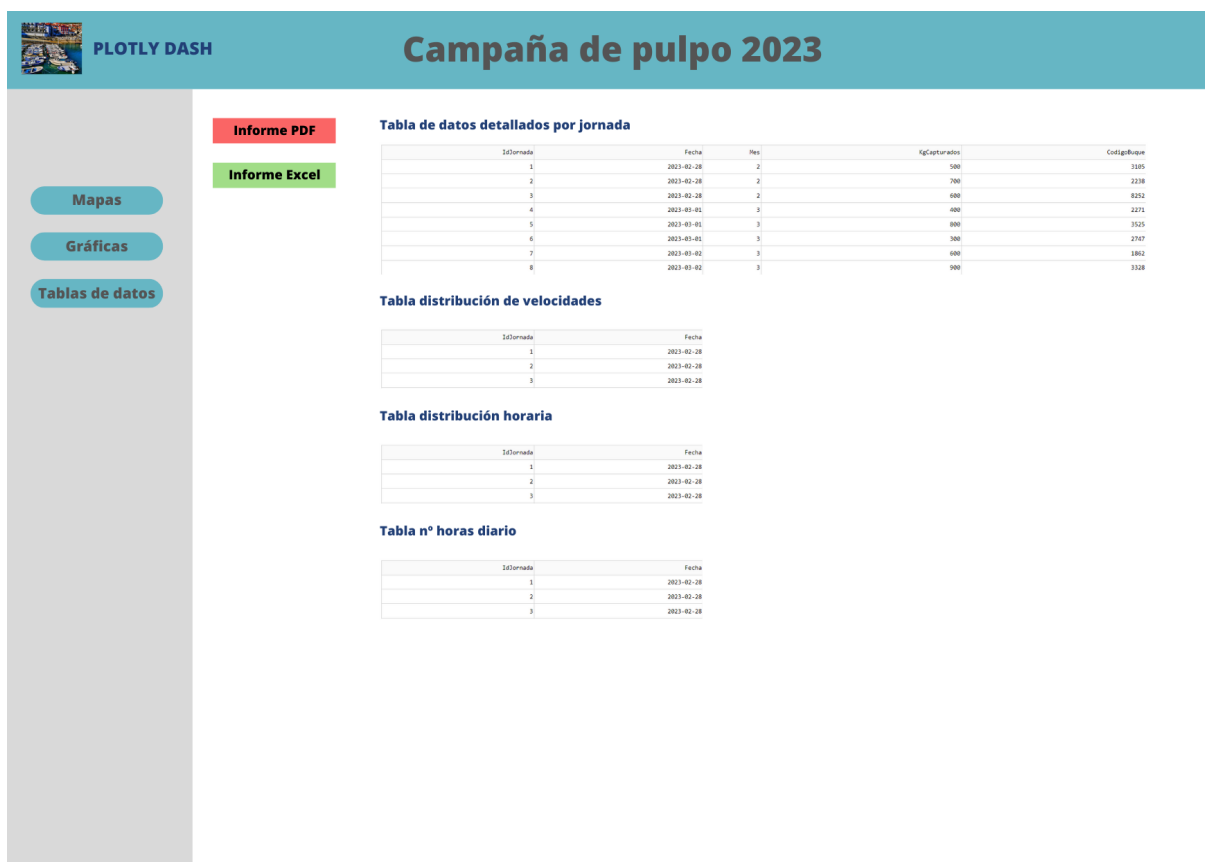 PLOTLY DASH
Campaña de pulpo 2023
Mapas
Gráficas
Tablas de datos
Informe PDF
Informe Excel
Tabla de datos detallados por jornada
IdJornada Fecha Mes KgCapturados CodigoBuque
1 2023-02-28 2 500 3105
2 2023-02-28 2 700 2238
3 2023-02-28 2 600 8252
4 2023-03-01 3 400 2271
5 2023-03-01 3 800 3525
6 2023-03-01 3 300 2747
7 2023-03-02 3 600 1862
8 2023-03-02 3 900 3328
Tabla distribución de velocidades
IdJornada Fecha
1 2023-02-28
2 2023-02-28
3 2023-02-28
Tabla distribución horaria
IdJornada Fecha
1 2023-02-28
2 2023-02-28
3 2023-02-28
Tabla nº horas diario
IdJornada Fecha
1 2023-02-28
2 2023-02-28
3 2023-02-28